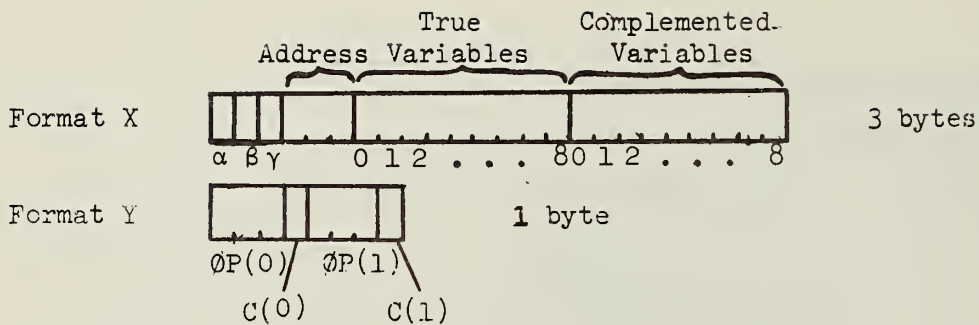 True Complemented
Address Variables Variables
Format X 3 bytes
α β γ 0 1 2 . . . 8 0 1 2 . . . 8
Format Y 1 byte
ØP(0) ØP(1)
C(0) C(1)